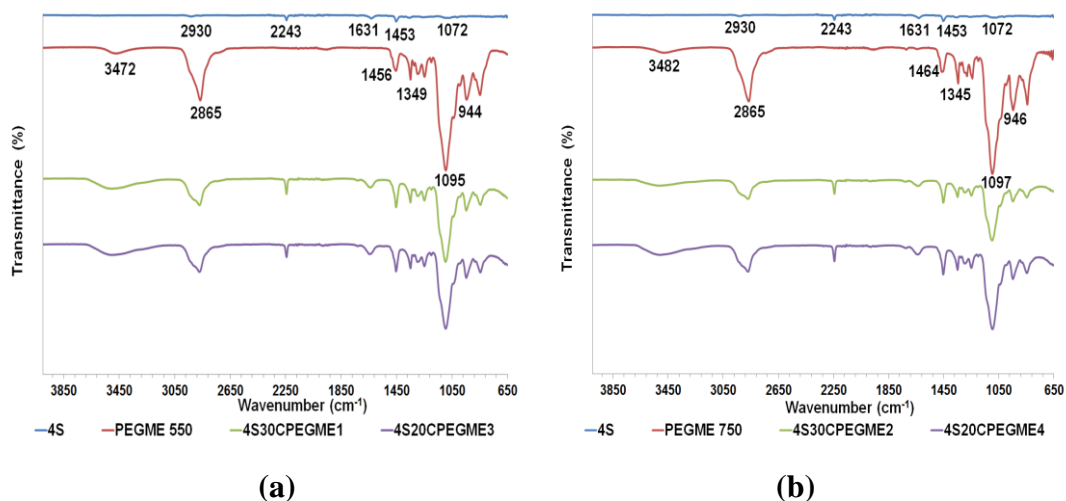 2930 2243 1631 1453 1072
3472 1456 1349 944
2865
1095
Transmittance (%)
3850 3450 3050 2650 2250 1850 1450 1050 650
Wavenumber (cm⁻¹)
4S PEGME 550 4S30CPEGME1 4S20CPEGME3
(a)
2930 2243 1631 1453 1072
3482 1464 1345 946
2865
1097
Transmittance (%)
3850 3450 3050 2650 2250 1850 1450 1050 650
Wavenumber (cm⁻¹)
4S PEGME 750 4S30CPEGME2 4S20CPEGME4
(b)